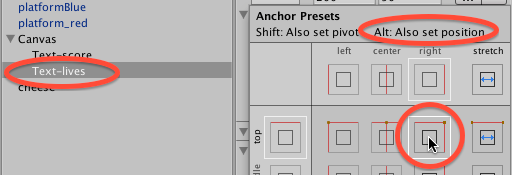 platformBlue
platform_red
Canvas
Text-score
Text-lives
cheese
Anchor Presets
Shift: Also set pivot Alt: Also set position
left center right stretch
top